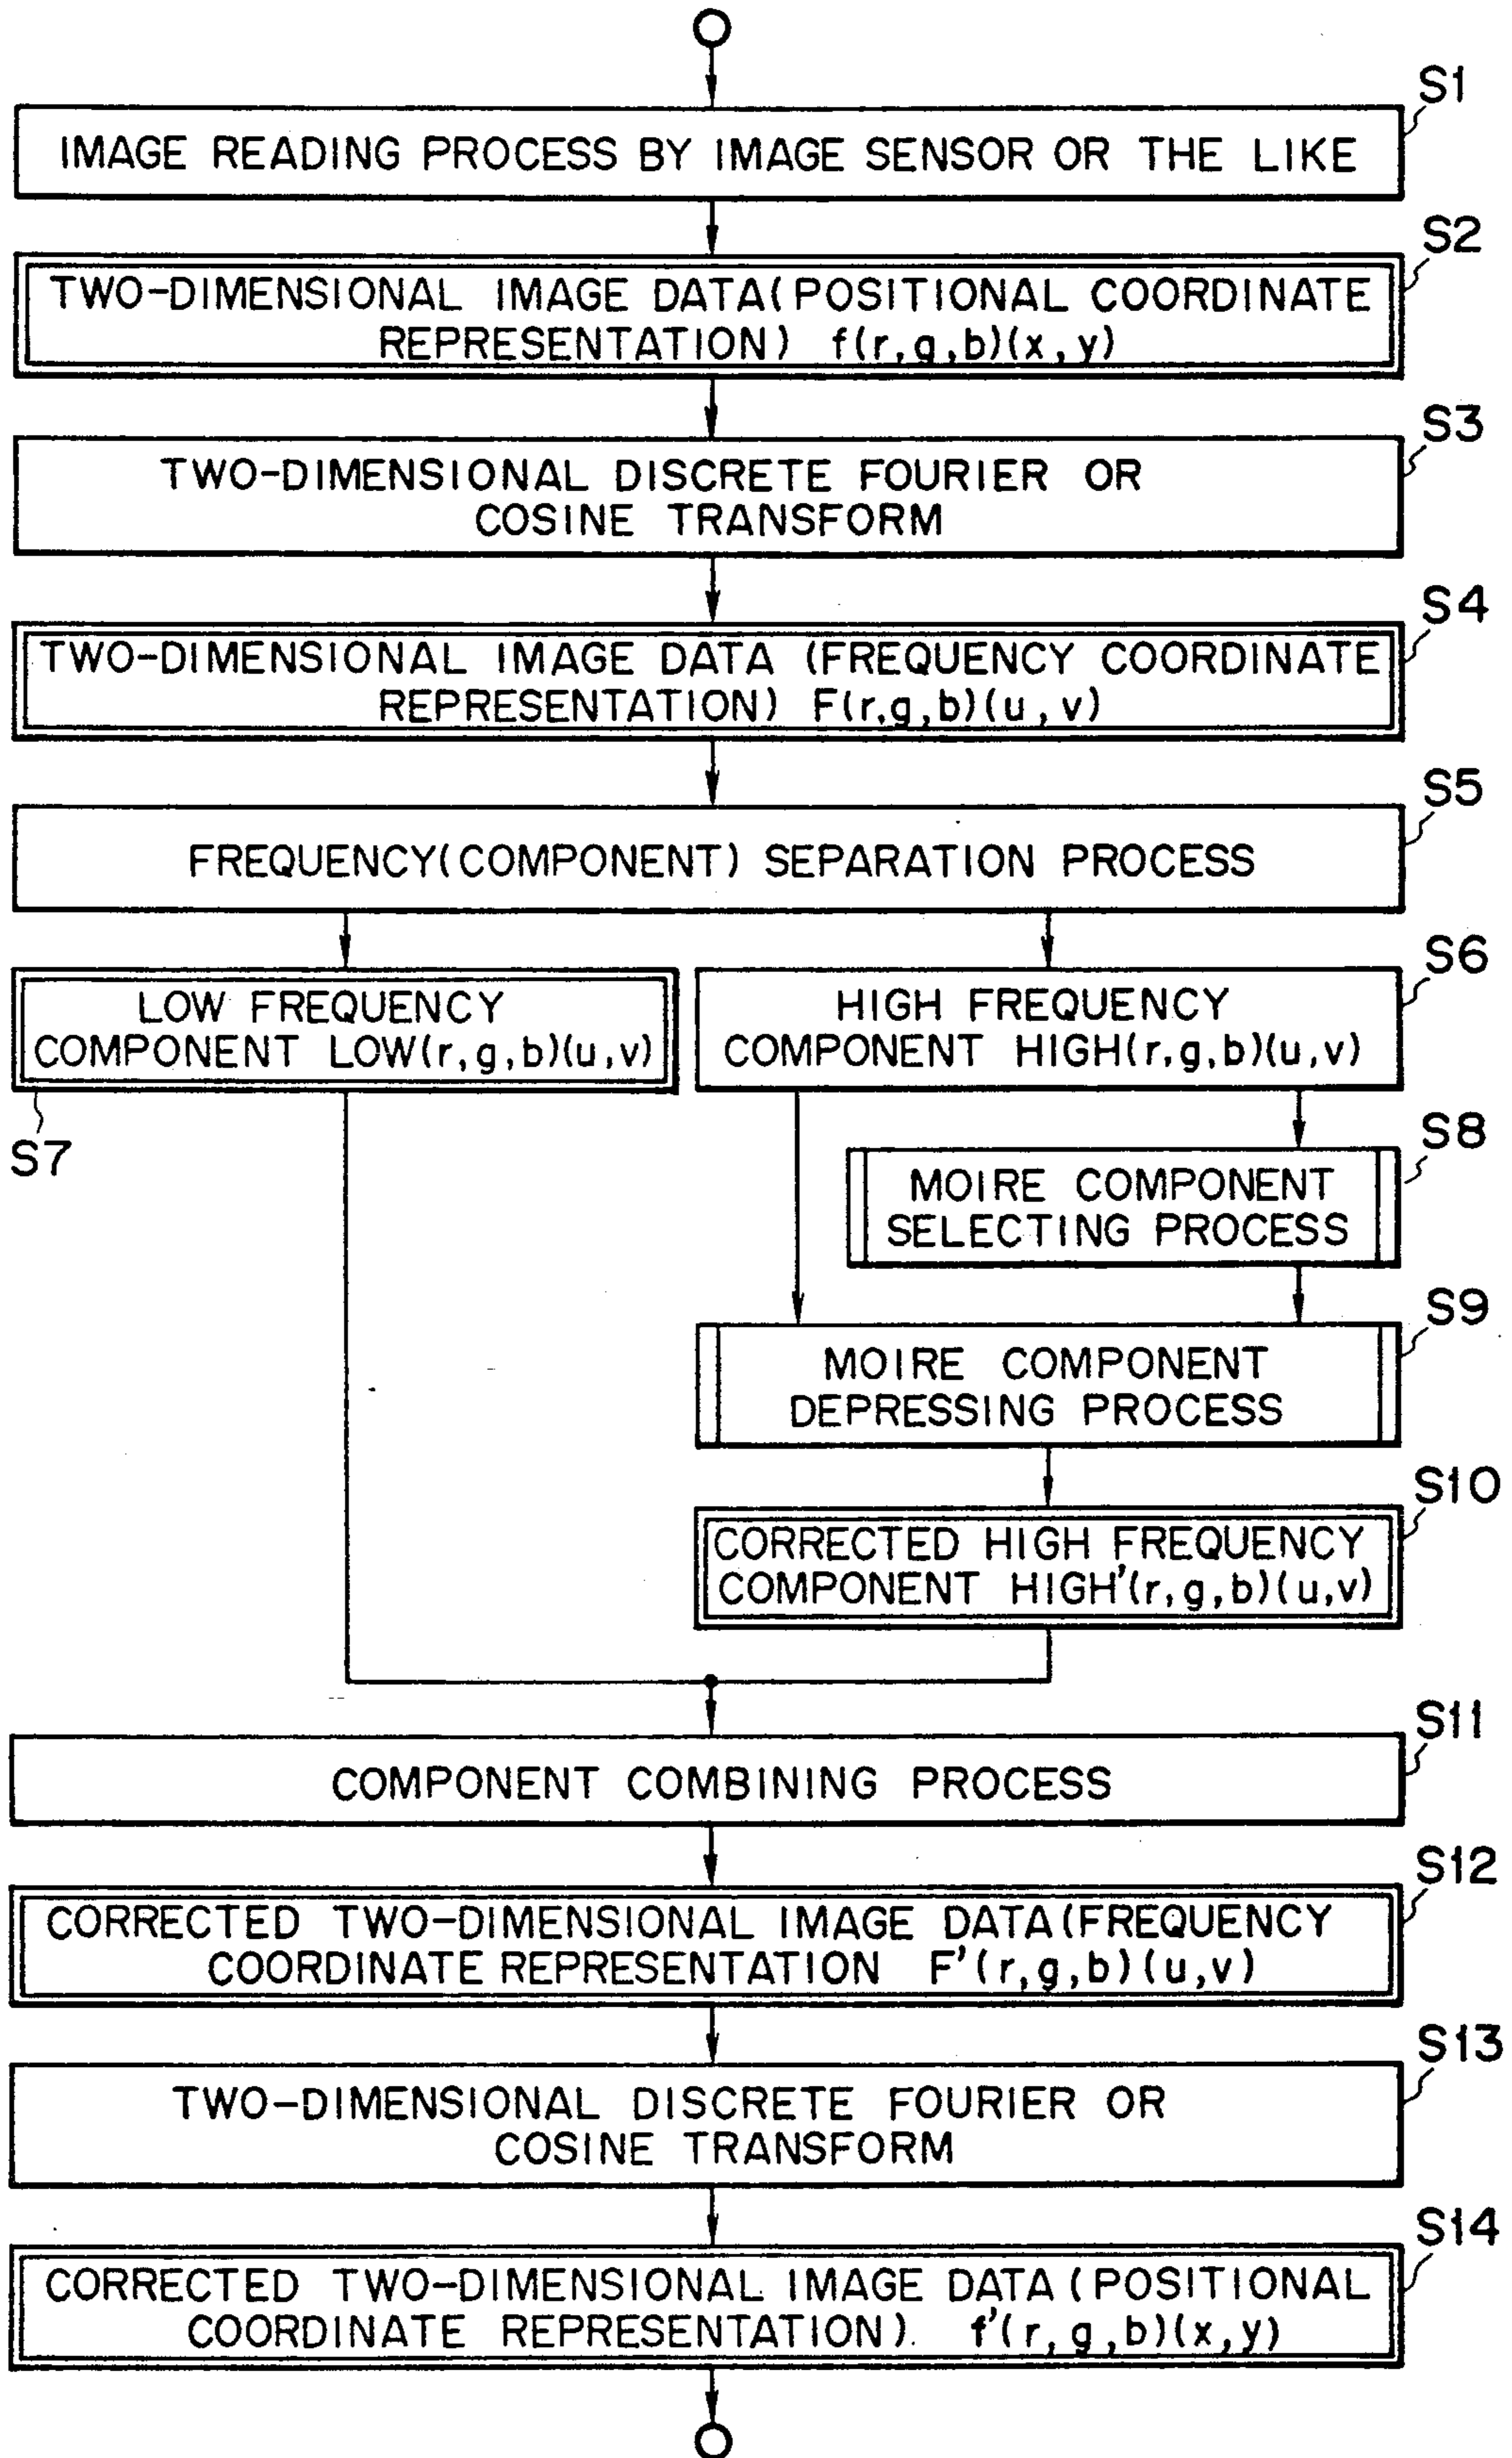 S1
IMAGE READING PROCESS BY IMAGE SENSOR OR THE LIKE
S2
TWO-DIMENSIONAL IMAGE DATA(POSITIONAL COORDINATE
REPRESENTATION) f(r,g,b)(x,y)
S3
TWO-DIMENSIONAL DISCRETE FOURIER OR
COSINE TRANSFORM
S4
TWO-DIMENSIONAL IMAGE DATA (FREQUENCY COORDINATE
REPRESENTATION) F(r,g,b)(u,v)
S5
FREQUENCY(COMPONENT) SEPARATION PROCESS
LOW FREQUENCY
COMPONENT LOW(r,g,b)(u,v)
S7
S6
HIGH FREQUENCY
COMPONENT HIGH(r,g,b)(u,v)
S8
MOIRE COMPONENT
SELECTING PROCESS
S9
MOIRE COMPONENT
DEPRESSING PROCESS
S10
CORRECTED HIGH FREQUENCY
COMPONENT HIGH'(r,g,b)(u,v)
S11
COMPONENT COMBINING PROCESS
S12
CORRECTED TWO-DIMENSIONAL IMAGE DATA(FREQUENCY
COORDINATE REPRESENTATION F'(r,g,b)(u,v)
S13
TWO-DIMENSIONAL DISCRETE FOURIER OR
COSINE TRANSFORM
S14
CORRECTED TWO-DIMENSIONAL IMAGE DATA (POSITIONAL
COORDINATE REPRESENTATION). f'(r,g,b)(x,y)